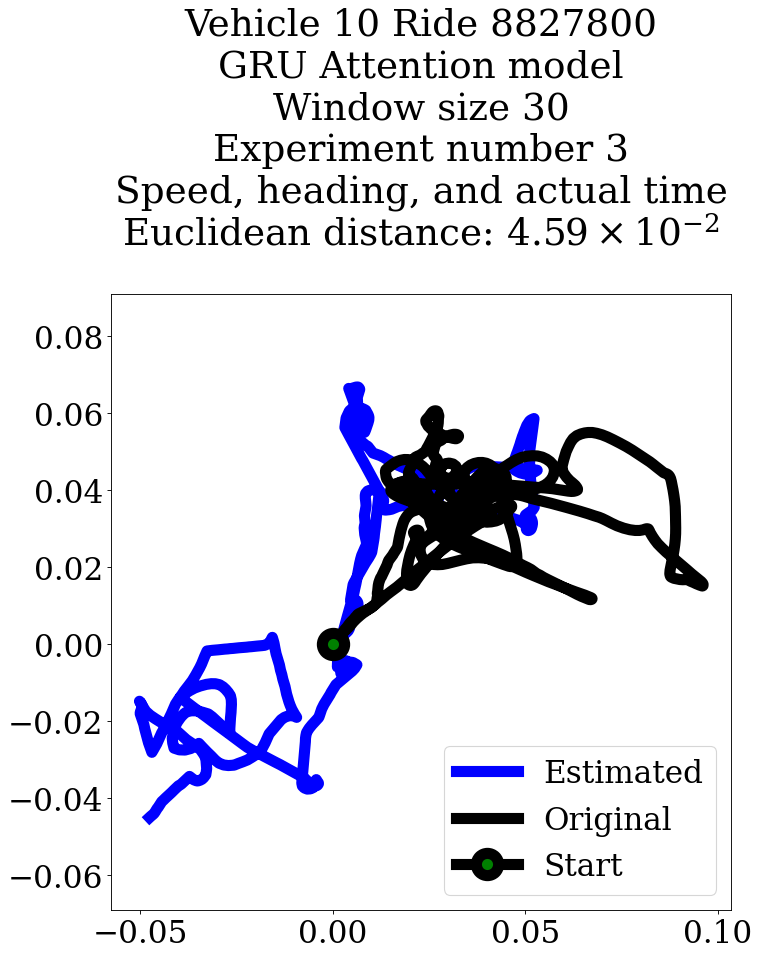 Vehicle 10 Ride 8827800
GRU Attention model
Window size 30
Experiment number 3
Speed, heading, and actual time
Euclidean distance: 4.59 × 10⁻²
0.08
0.06
0.04
0.02
0.00
−0.02
−0.04
−0.06
Estimated
Original
Start
−0.05 0.00 0.05 0.10